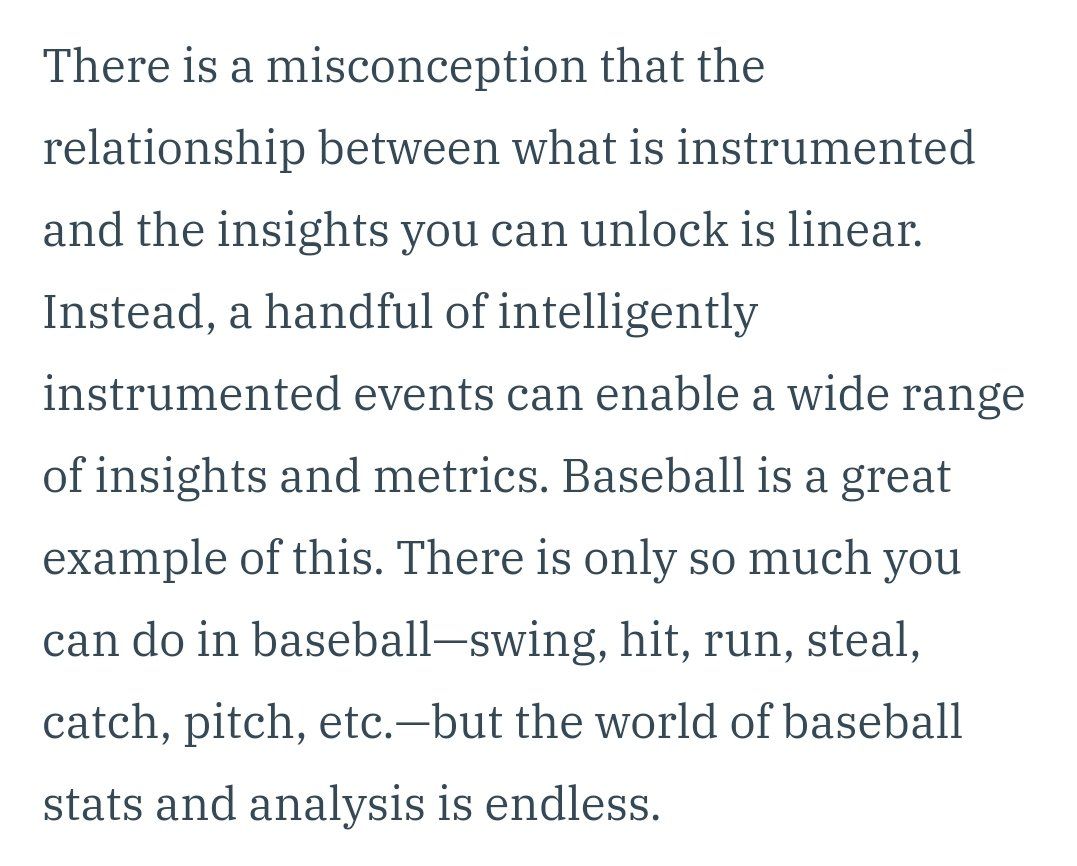 There is a misconception that the
relationship between what is instrumented
and the insights you can unlock is linear.
Instead, a handful of intelligently
instrumented events can enable a wide range
of insights and metrics. Baseball is a great
example of this. There is only so much you
can do in baseball—swing, hit, run, steal,
catch, pitch, etc.—but the world of baseball
stats and analysis is endless.